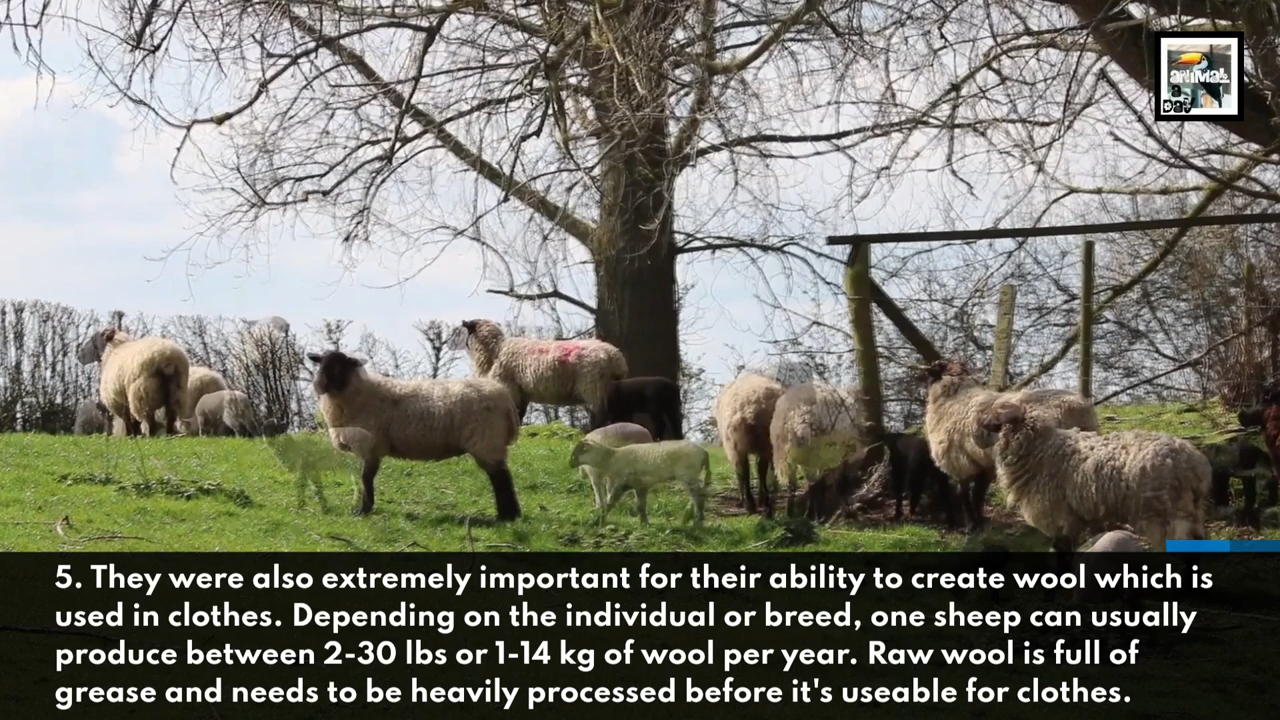 ANIMAL
5. They were also extremely important for their ability to create wool which is
used in clothes. Depending on the individual or breed, one sheep can usually
produce between 2-30 lbs or 1-14 kg of wool per year. Raw wool is full of
grease and needs to be heavily processed before it's useable for clothes.